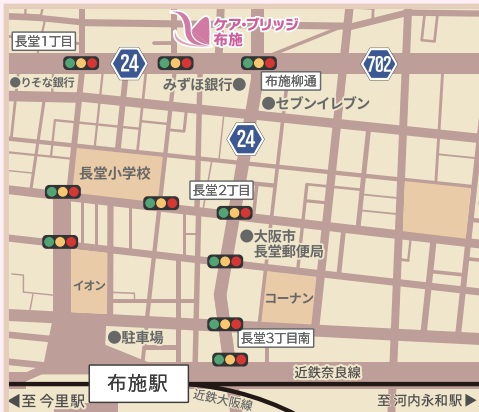 ケア・ブリッジ
布施
長堂1丁目
24
702
りそな銀行
みずほ銀行
布施柳通
セブンイレブン
24
長堂小学校
長堂2丁目
大阪市
長堂郵便局
イオン
コーナン
駐車場
長堂3丁目南
近鉄奈良線
布施駅
至 今里駅
近鉄大阪線
至 河内永和駅